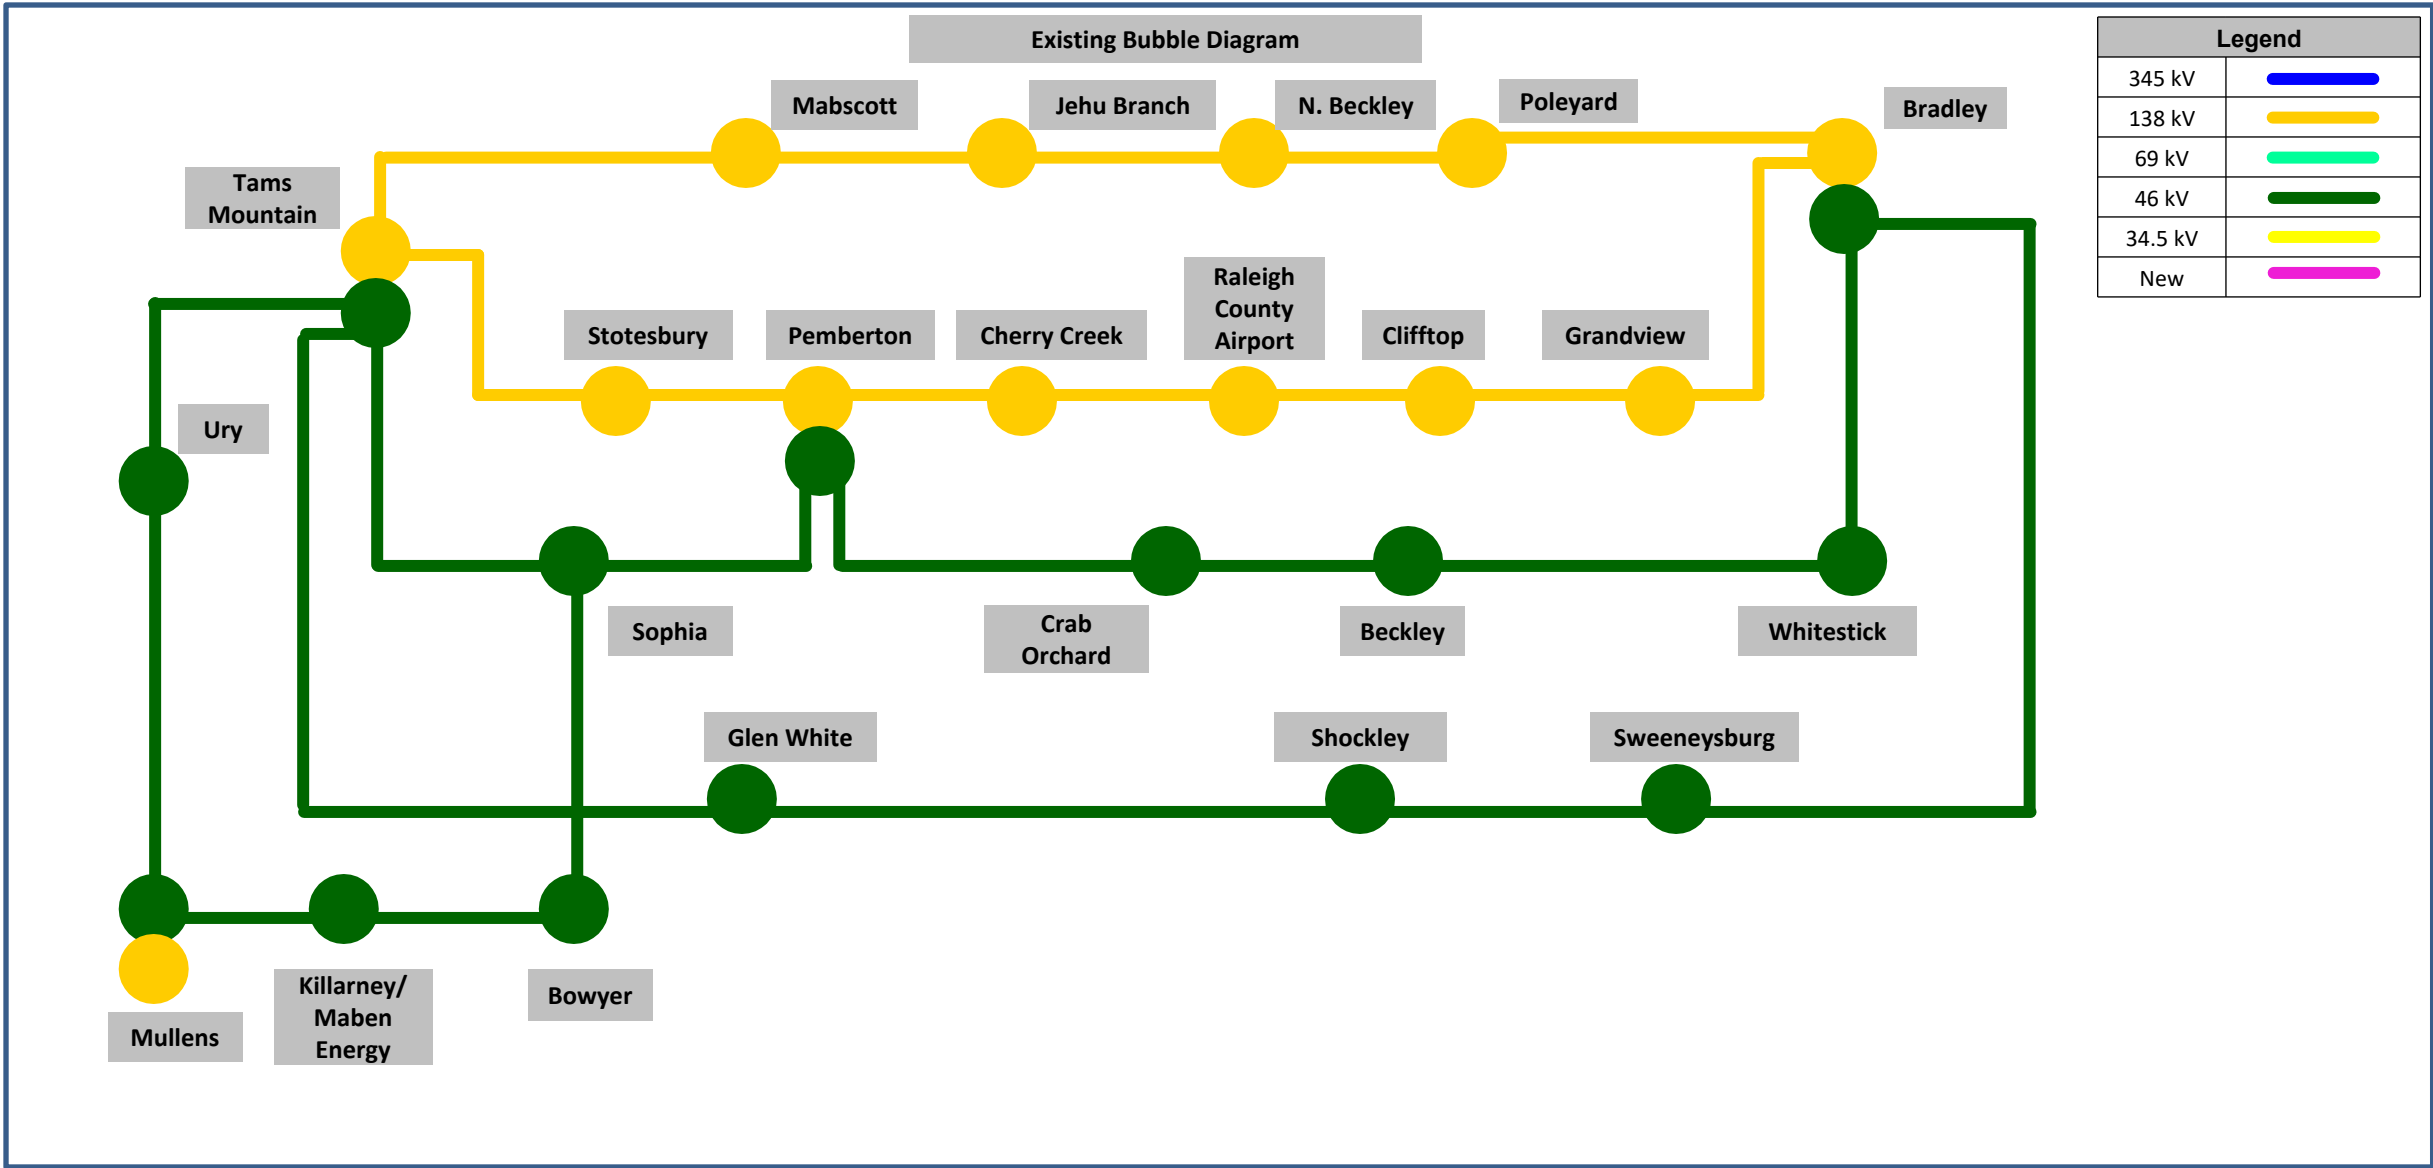 Existing Bubble Diagram
Legend
345 kV
138 kV
69 kV
46 kV
34.5 kV
New
Mabscott
Jehu Branch
N. Beckley
Poleyard
Bradley
Tams
Mountain
Stotesbury
Pemberton
Cherry Creek
Raleigh
County
Airport
Clifftop
Grandview
Ury
Sophia
Crab
Orchard
Beckley
Whitestick
Glen White
Shockley
Sweeneysburg
Mullens
Killarney/
Maben
Energy
Bowyer